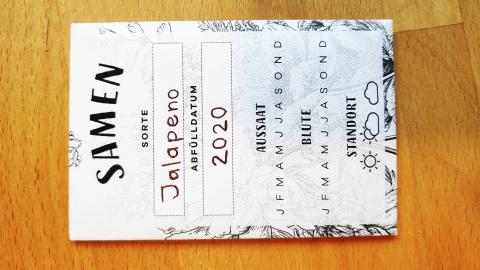 SAMEN
SORTE
Jalapeno
ABFÜLLDATUM
2020
AUSSAAT
J F M A M J J A S O N D
BLÜTE
J F M A M J J A S O N D
STANDORT